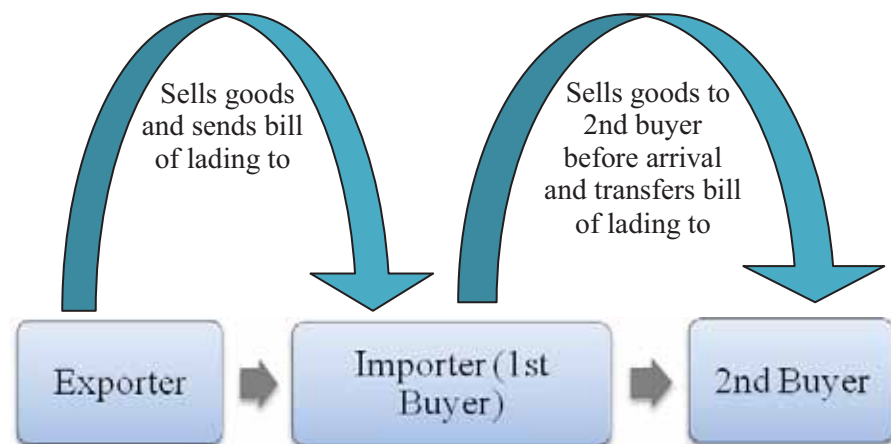 Sells goods
and sends bill
of lading to
Sells goods to
2nd buyer
before arrival
and transfers bill
of lading to
Exporter
Importer (1st
Buyer)
2nd Buyer